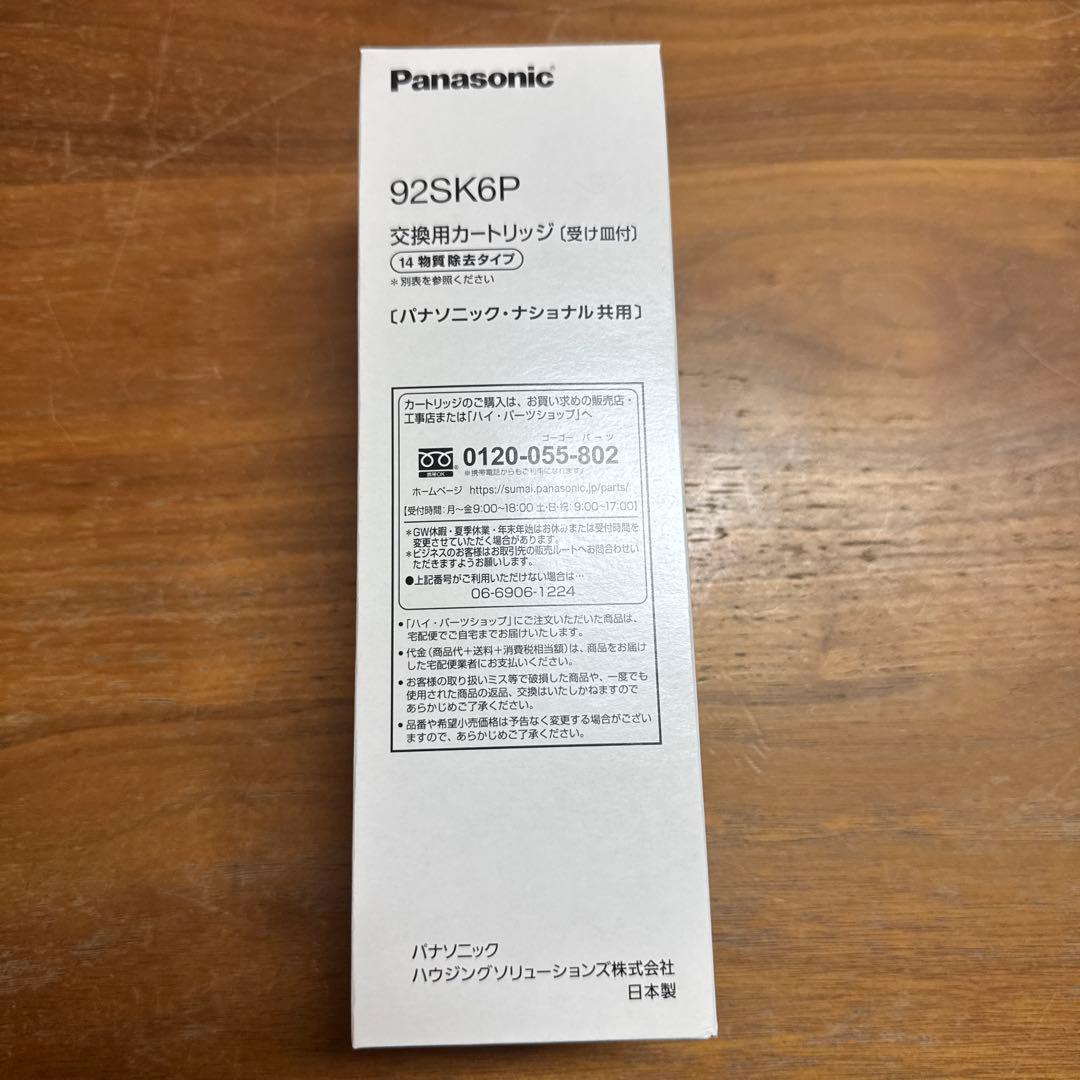 Panasonic
92SK6P
交換用カートリッジ〔受け皿付〕
14 物質除去タイプ
＊別表を参照ください
〔パナソニック・ナショナル共用〕
カートリッジのご購入は、お買い求めの販売店・
工事店または「ハイ・パーツショップ」へ
ゴーゴー パーツ
0120-055-802
携帯OK
※携帯電話からもご利用になれます。
ホームページ https://sumai.panasonic.jp/parts/
【受付時間：月〜金9:00〜18:00 土・日・祝：9:00〜17:00】
＊GW休暇・夏季休業・年末年始はお休みまたは受付時間を
変更させていただく場合があります。
＊ビジネスのお客様はお取引先の販売ルートへお問合わせい
ただきますようお願いします。
●上記番号がご利用いただけない場合は…
06-6906-1224
●「ハイ・パーツショップ」にご注文いただいた商品は、
宅配便でご自宅までお届けいたします。
●代金（商品代＋送料＋消費税相当額）は、商品をお届け
した宅配便業者にお支払いください。
●お客様の取り扱いミス等で破損した商品や、一度でも
使用された商品の返品、交換はいたしかねますので
あらかじめご了承ください。
●品番や希望小売価格は予告なく変更する場合がござい
ますので、あらかじめご了承ください。
パナソニック
ハウジングソリューションズ株式会社
日本製